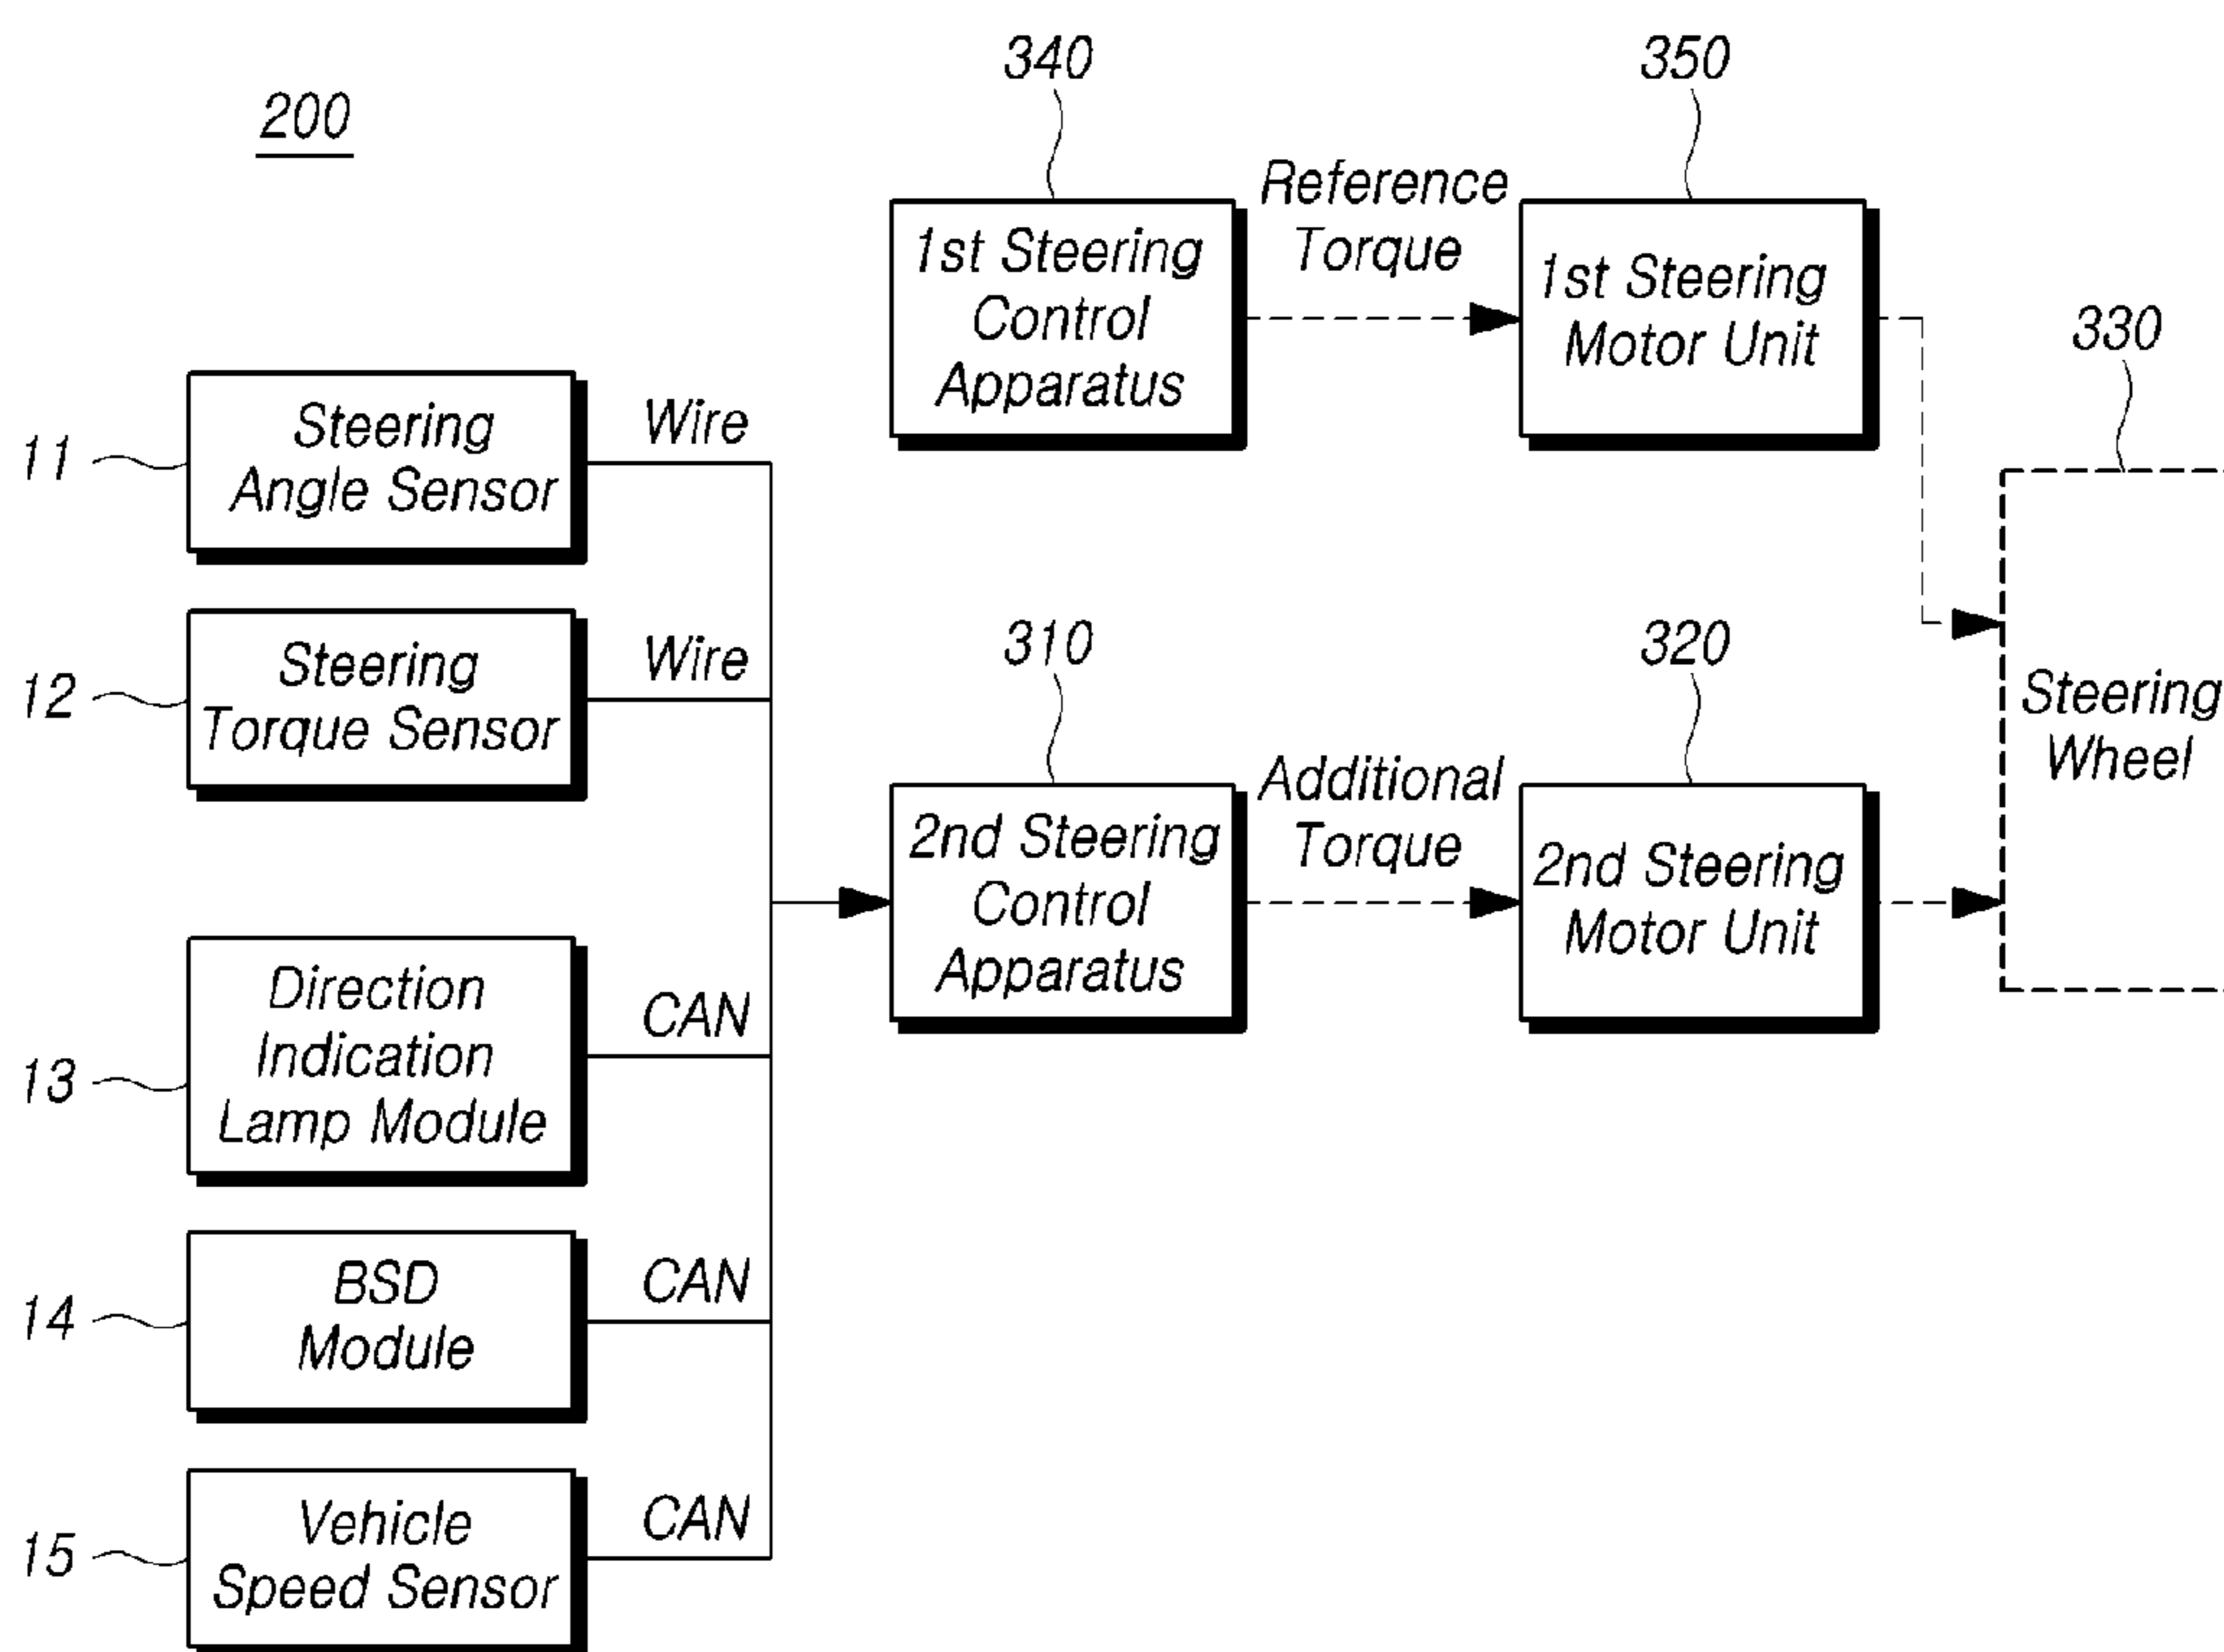 200
340
350
1st Steering
Control
Apparatus
Reference
Torque
1st Steering
Motor Unit
330
Steering
Wheel
11
Steering
Angle Sensor
Wire
12
Steering
Torque Sensor
Wire
310
320
2nd Steering
Control
Apparatus
Additional
Torque
2nd Steering
Motor Unit
13
Direction
Indication
Lamp Module
CAN
14
BSD
Module
CAN
15
Vehicle
Speed Sensor
CAN